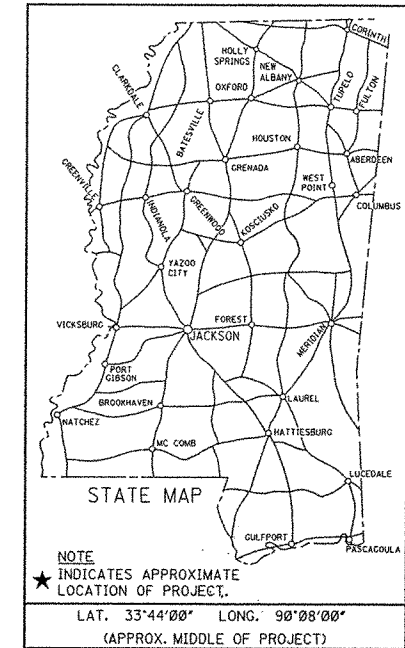 CORINTH
HOLLY
SPRINGS
NEW
ALBANY
CLARKDALE
OXFORD
BATESVILLE
TUPELO
FULTON
HOUSTON
ABERDEEN
GRENADA
WEST
POINT
GREENVILLE
INDIANOLA
GREENWOOD
KOSCIUSKO
COLUMBUS
YAZOO
CITY
VICKSBURG
FOREST
JACKSON
MERIDIAN
PORT
GIBSON
BROOKHAVEN
LAUREL
NATCHEZ
MC COMB
HATTIESBURG
LUCEDALE
STATE MAP
GULFPORT
PASCAGOULA
NOTE
INDICATES APPROXIMATE
LOCATION OF PROJECT.
LAT. 33°44'00" LONG. 90°08'00"
(APPROX. MIDDLE OF PROJECT)